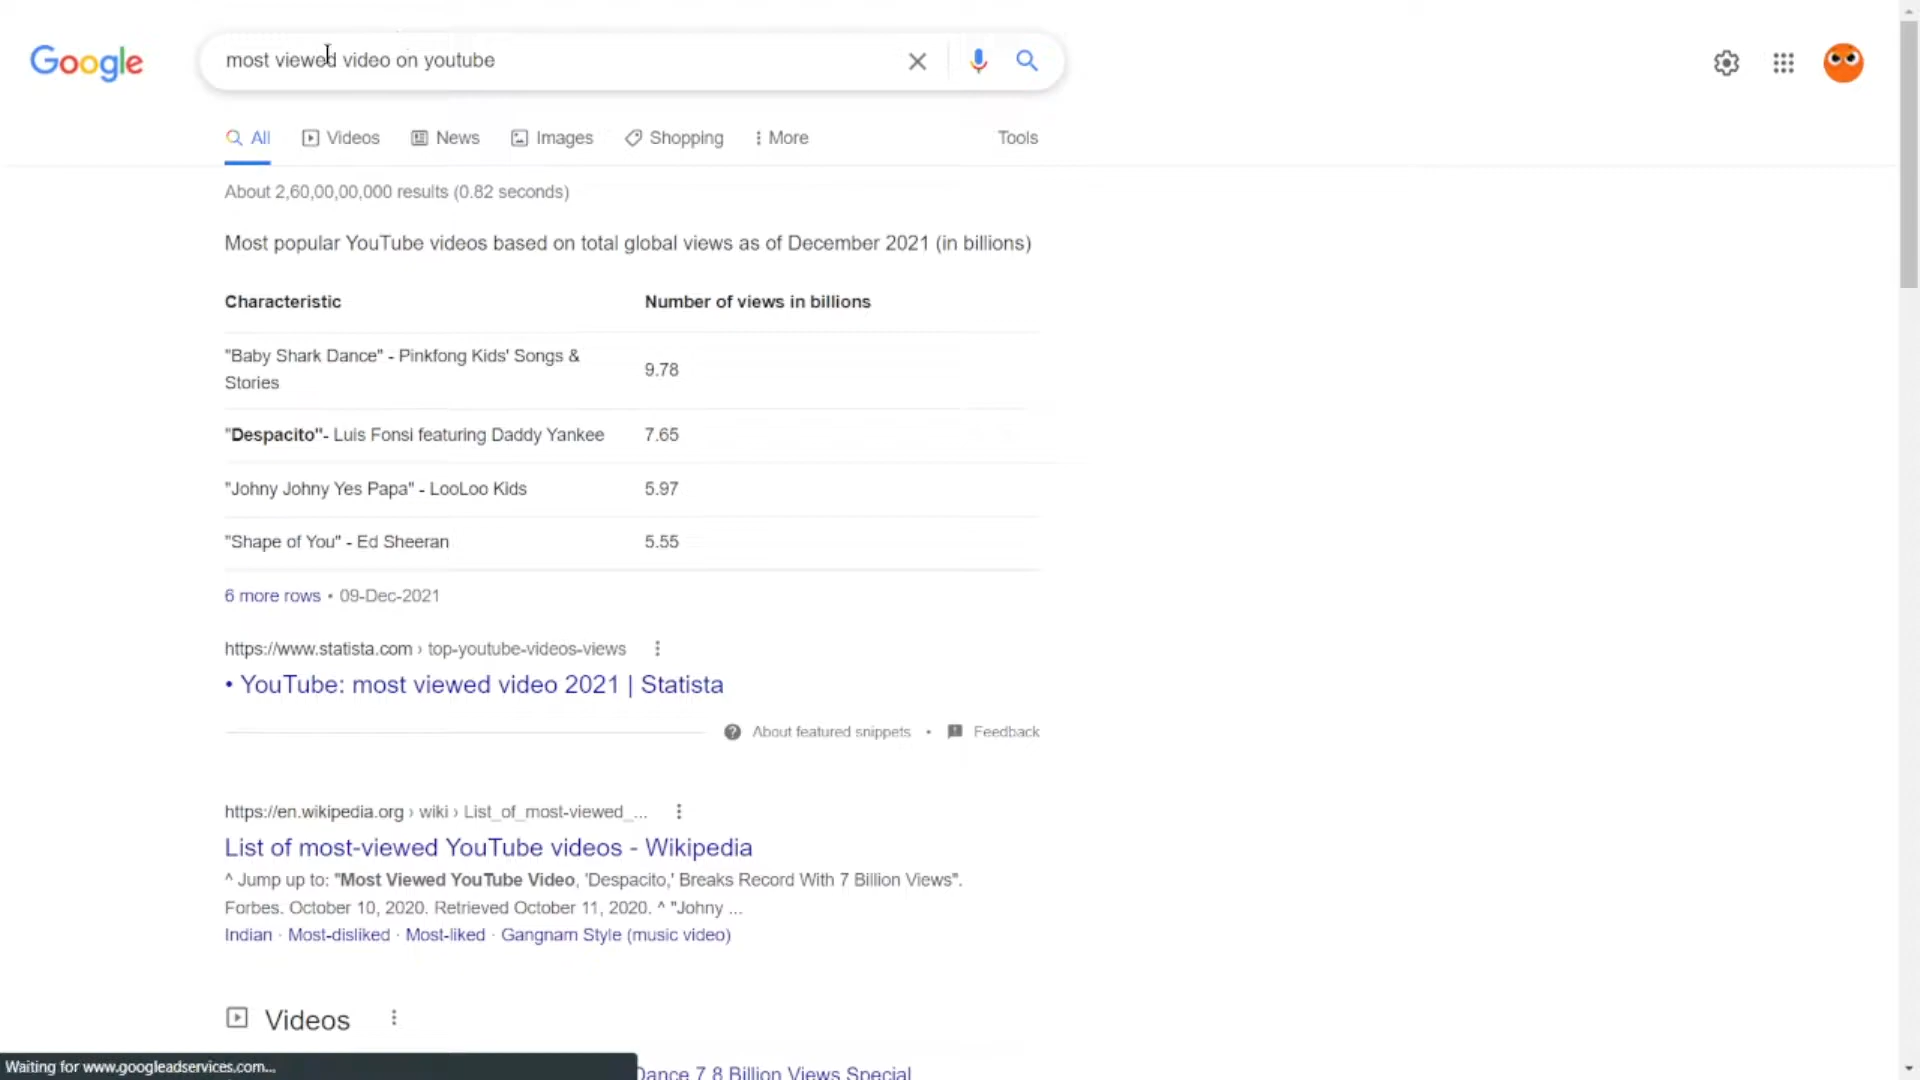 Google
most viewed video on youtube
All Videos News Images Shopping More Tools
About 2,60,00,00,000 results (0.82 seconds)
Most popular YouTube videos based on total global views as of December 2021 (in billions)
Characteristic Number of views in billions
"Baby Shark Dance" - Pinkfong Kids' Songs &
Stories
9.78
"Despacito"- Luis Fonsi featuring Daddy Yankee 7.65
"Johny Johny Yes Papa" - LooLoo Kids 5.97
"Shape of You" - Ed Sheeran 5.55
6 more rows • 09-Dec-2021
https://www.statista.com › top-youtube-videos-views
• YouTube: most viewed video 2021 | Statista
About featured snippets • Feedback
https://en.wikipedia.org › wiki › List_of_most-viewed_...
List of most-viewed YouTube videos - Wikipedia
^ Jump up to: "Most Viewed YouTube Video, 'Despacito,' Breaks Record With 7 Billion Views".
Forbes. October 10, 2020. Retrieved October 11, 2020. ^ "Johny ...
Indian · Most-disliked · Most-liked · Gangnam Style (music video)
Videos
Waiting for www.googleadservices.com...
Dance 7.8 Billion Views Special